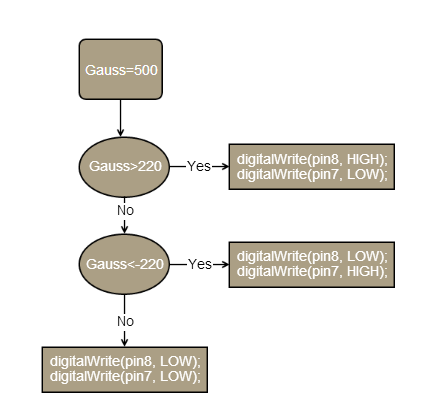 Gauss=500
Gauss>220
Yes
digitalWrite(pin8, HIGH);
digitalWrite(pin7, LOW);
No
Gauss<-220
Yes
digitalWrite(pin8, LOW);
digitalWrite(pin7, HIGH);
No
digitalWrite(pin8, LOW);
digitalWrite(pin7, LOW);